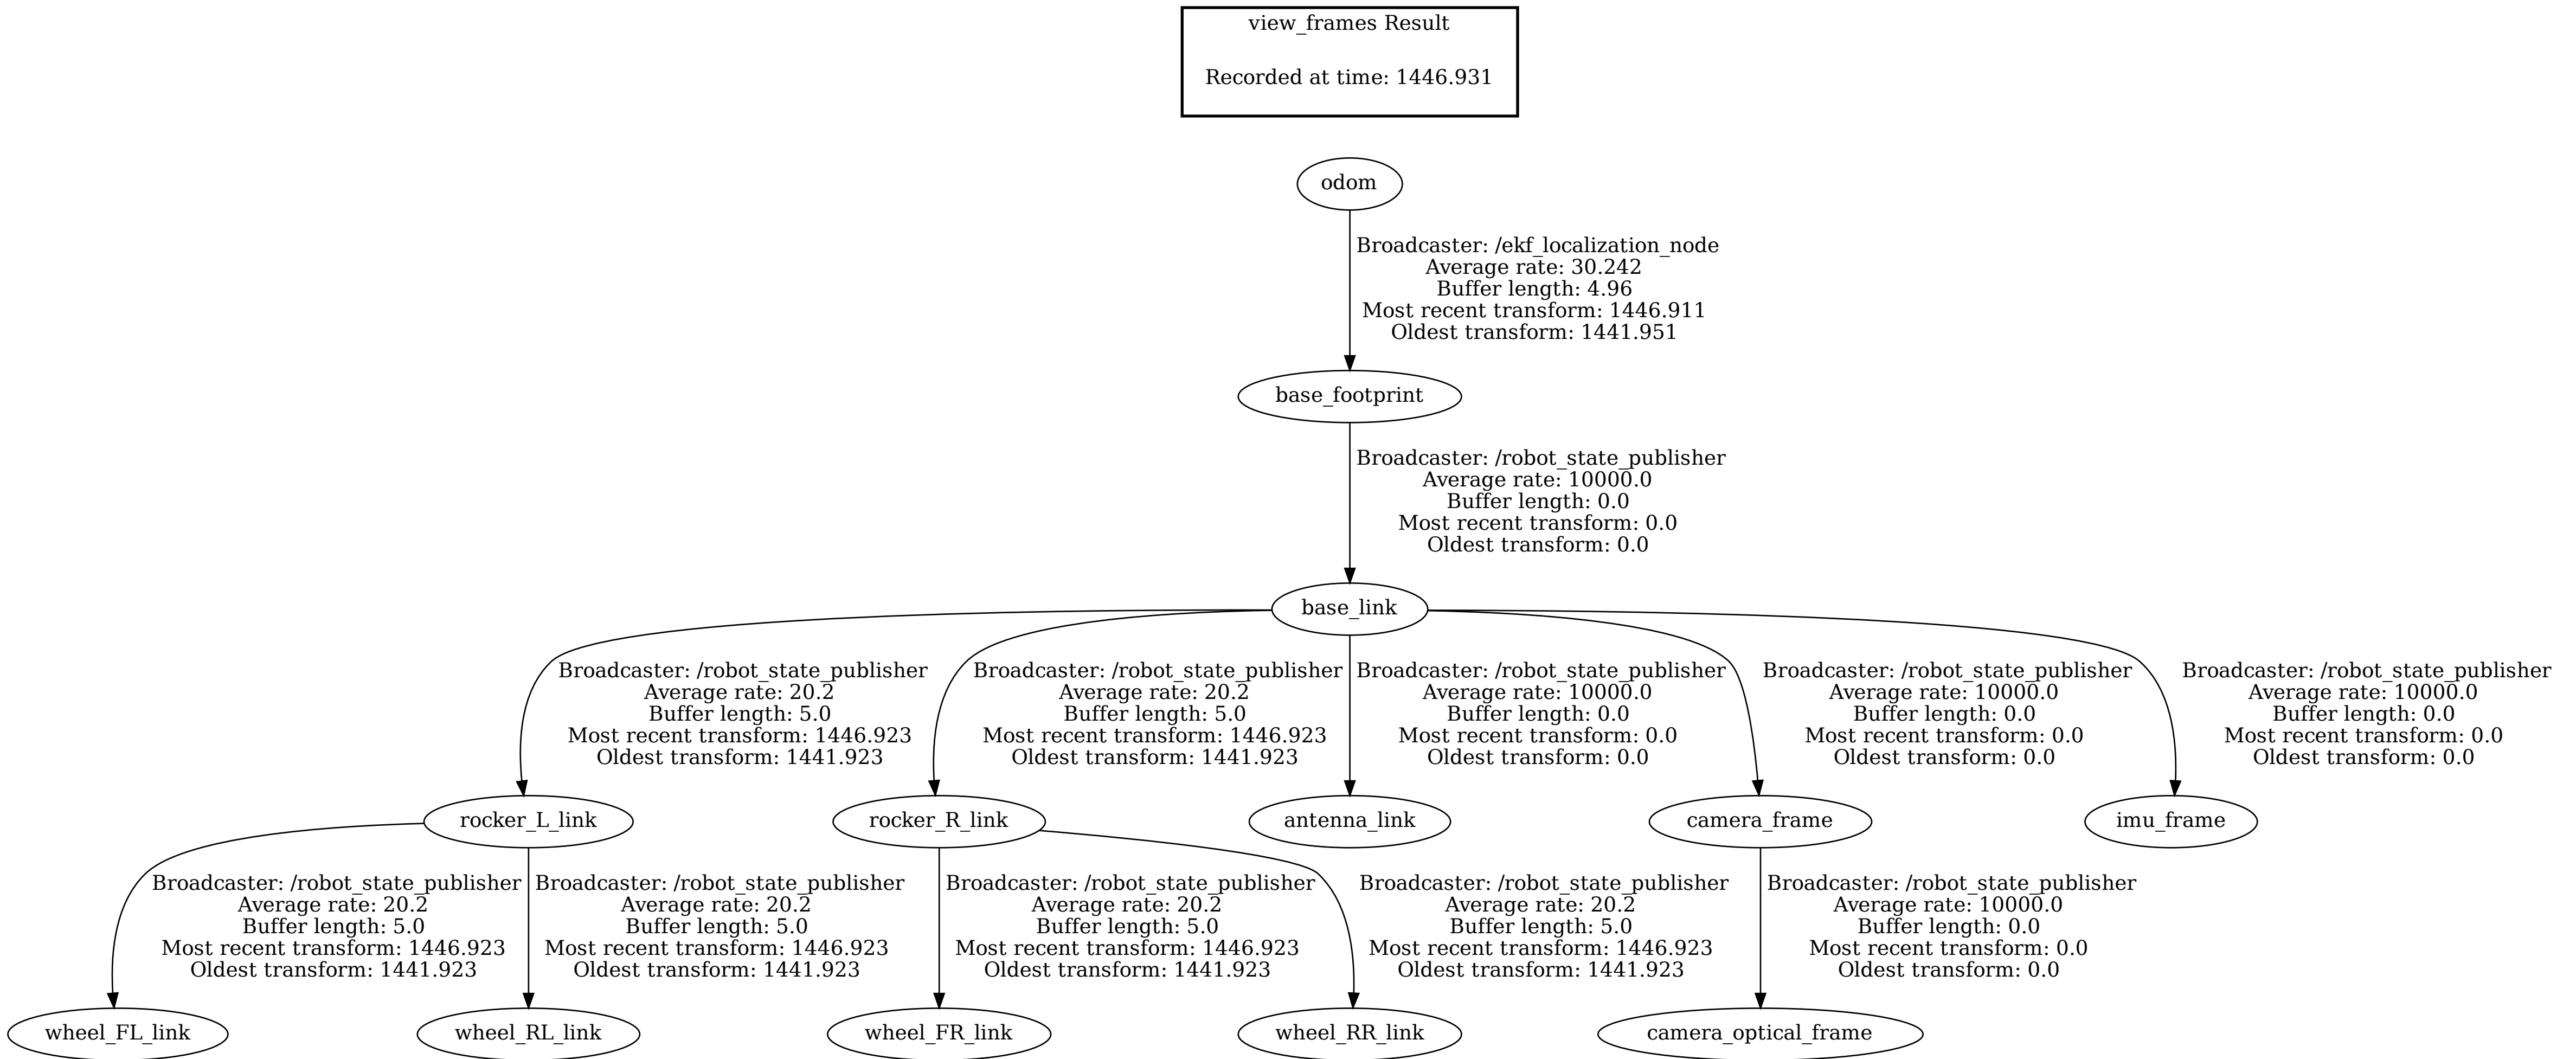 view_frames Result
Recorded at time: 1446.931
odom
Broadcaster: /ekf_localization_node
Average rate: 30.242
Buffer length: 4.96
Most recent transform: 1446.911
Oldest transform: 1441.951
base_footprint
Broadcaster: /robot_state_publisher
Average rate: 10000.0
Buffer length: 0.0
Most recent transform: 0.0
Oldest transform: 0.0
base_link
Broadcaster: /robot_state_publisher
Average rate: 20.2
Buffer length: 5.0
Most recent transform: 1446.923
Oldest transform: 1441.923
Broadcaster: /robot_state_publisher
Average rate: 20.2
Buffer length: 5.0
Most recent transform: 1446.923
Oldest transform: 1441.923
Broadcaster: /robot_state_publisher
Average rate: 10000.0
Buffer length: 0.0
Most recent transform: 0.0
Oldest transform: 0.0
Broadcaster: /robot_state_publisher
Average rate: 10000.0
Buffer length: 0.0
Most recent transform: 0.0
Oldest transform: 0.0
Broadcaster: /robot_state_publisher
Average rate: 10000.0
Buffer length: 0.0
Most recent transform: 0.0
Oldest transform: 0.0
rocker_L_link
rocker_R_link
antenna_link
camera_frame
imu_frame
Broadcaster: /robot_state_publisher
Average rate: 20.2
Buffer length: 5.0
Most recent transform: 1446.923
Oldest transform: 1441.923
Broadcaster: /robot_state_publisher
Average rate: 20.2
Buffer length: 5.0
Most recent transform: 1446.923
Oldest transform: 1441.923
Broadcaster: /robot_state_publisher
Average rate: 20.2
Buffer length: 5.0
Most recent transform: 1446.923
Oldest transform: 1441.923
Broadcaster: /robot_state_publisher
Average rate: 20.2
Buffer length: 5.0
Most recent transform: 1446.923
Oldest transform: 1441.923
Broadcaster: /robot_state_publisher
Average rate: 10000.0
Buffer length: 0.0
Most recent transform: 0.0
Oldest transform: 0.0
wheel_FL_link
wheel_RL_link
wheel_FR_link
wheel_RR_link
camera_optical_frame